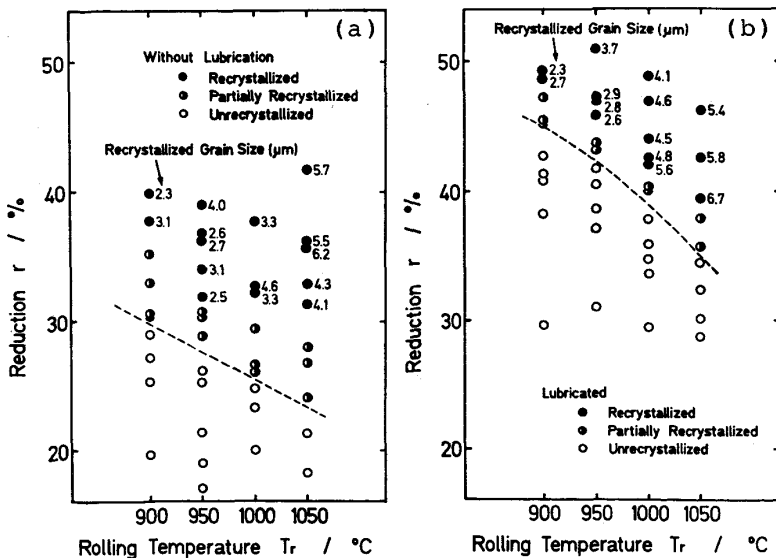 (a)
50
Without Lubrication
● Recrystallized
◑ Partially Recrystallized
○ Unrecrystallized
Recrystallized Grain Size (μm)
40
30
20
2.3
3.1
4.0
2.6
2.7
3.1
2.5
3.3
4.6
3.3
5.7
5.5
6.2
4.3
4.1
Reduction r / %
900 950 1000 1050
Rolling Temperature Tr / °C
(b)
Recrystallized Grain Size (μm)
50
40
30
20
2.3
2.7
3.7
2.9
2.8
2.6
4.1
4.6
4.5
4.8
5.6
5.4
5.8
6.7
Lubricated
● Recrystallized
◑ Partially Recrystallized
○ Unrecrystallized
Reduction r / %
900 950 1000 1050
Rolling Temperature Tr / °C